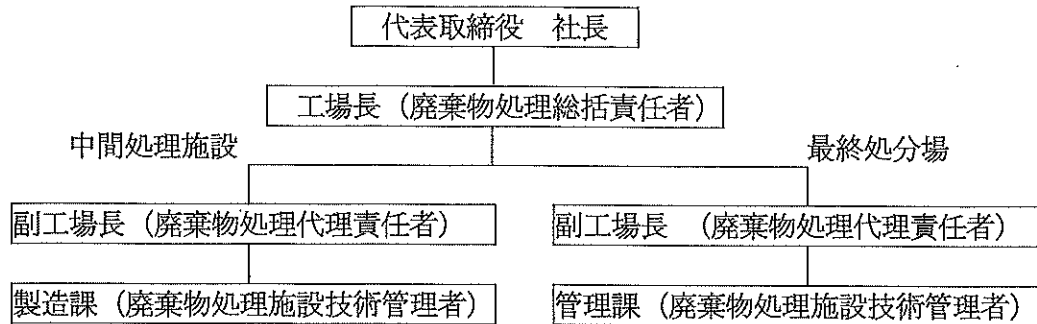 代表取締役　社長
工場長（廃棄物処理総括責任者）
中間処理施設
最終処分場
副工場長（廃棄物処理代理責任者）
副工場長　（廃棄物処理代理責任者）
製造課（廃棄物処理施設技術管理者）
管理課（廃棄物処理施設技術管理者）